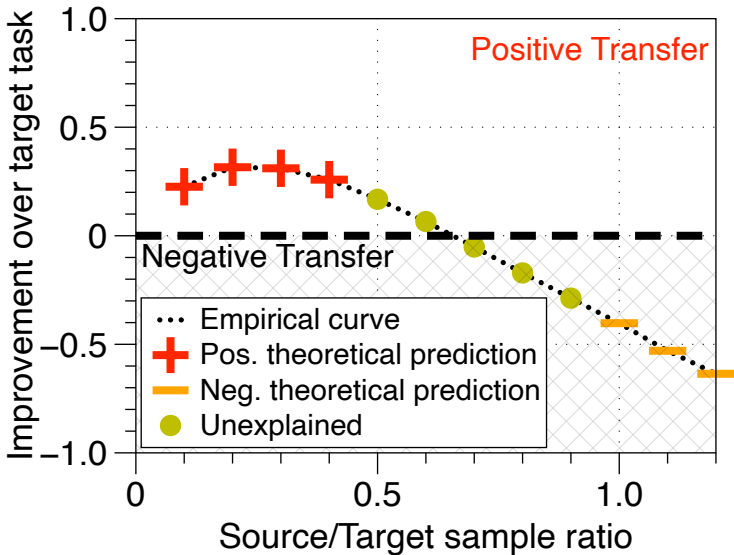 Improvement over target task
1.0
0.5
0
−0.5
−1.0
Positive Transfer
Negative Transfer
Empirical curve
Pos. theoretical prediction
Neg. theoretical prediction
Unexplained
0
0.5
1.0
Source/Target sample ratio